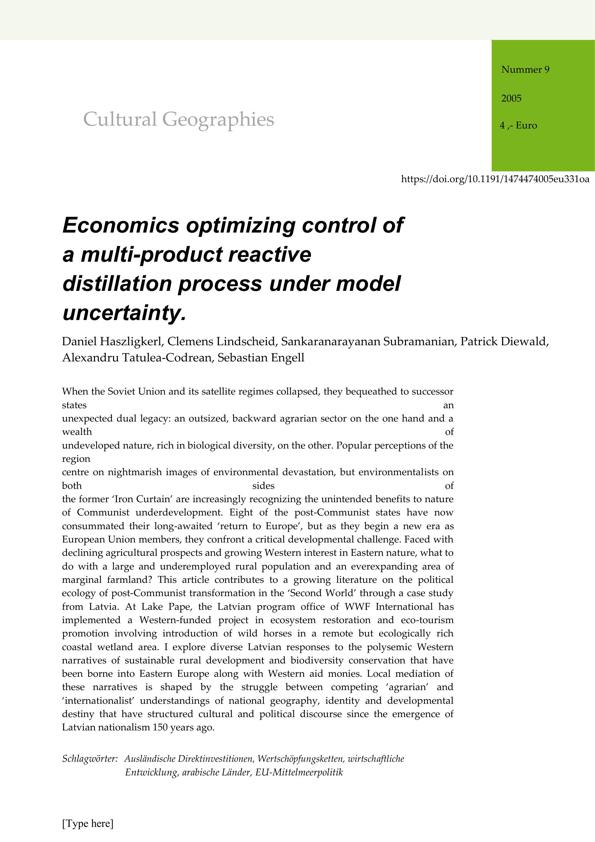 Nummer 9
2005
4 ,- Euro
Cultural Geographies
https://doi.org/10.1191/1474474005eu331oa
Economics optimizing control of
a multi-product reactive
distillation process under model
uncertainty.
Daniel Haszligkerl, Clemens Lindscheid, Sankaranarayanan Subramanian, Patrick Diewald,
Alexandru Tatulea-Codrean, Sebastian Engell
When the Soviet Union and its satellite regimes collapsed, they bequeathed to successor
states an
unexpected dual legacy: an outsized, backward agrarian sector on the one hand and a
wealth of
undeveloped nature, rich in biological diversity, on the other. Popular perceptions of the
region
centre on nightmarish images of environmental devastation, but environmentalists on
both sides of
the former ‘Iron Curtain’ are increasingly recognizing the unintended benefits to nature
of Communist underdevelopment. Eight of the post-Communist states have now
consummated their long-awaited ‘return to Europe’, but as they begin a new era as
European Union members, they confront a critical developmental challenge. Faced with
declining agricultural prospects and growing Western interest in Eastern nature, what to
do with a large and underemployed rural population and an everexpanding area of
marginal farmland? This article contributes to a growing literature on the political
ecology of post-Communist transformation in the ‘Second World’ through a case study
from Latvia. At Lake Pape, the Latvian program office of WWF International has
implemented a Western-funded project in ecosystem restoration and eco-tourism
promotion involving introduction of wild horses in a remote but ecologically rich
coastal wetland area. I explore diverse Latvian responses to the polysemic Western
narratives of sustainable rural development and biodiversity conservation that have
been borne into Eastern Europe along with Western aid monies. Local mediation of
these narratives is shaped by the struggle between competing ‘agrarian’ and
‘internationalist’ understandings of national geography, identity and developmental
destiny that have structured cultural and political discourse since the emergence of
Latvian nationalism 150 years ago.
Schlagwörter: Ausländische Direktinvestitionen, Wertschöpfungsketten, wirtschaftliche
Entwicklung, arabische Länder, EU-Mittelmeerpolitik
[Type here]